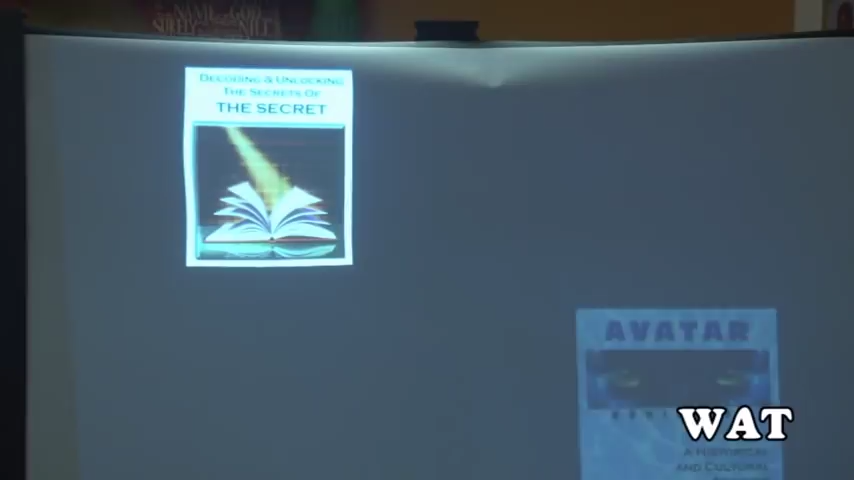 DECODING & UNLOCKING
THE SECRETS OF
THE SECRET
AVATAR
WAT
A HISTORICAL
AND CULTURAL